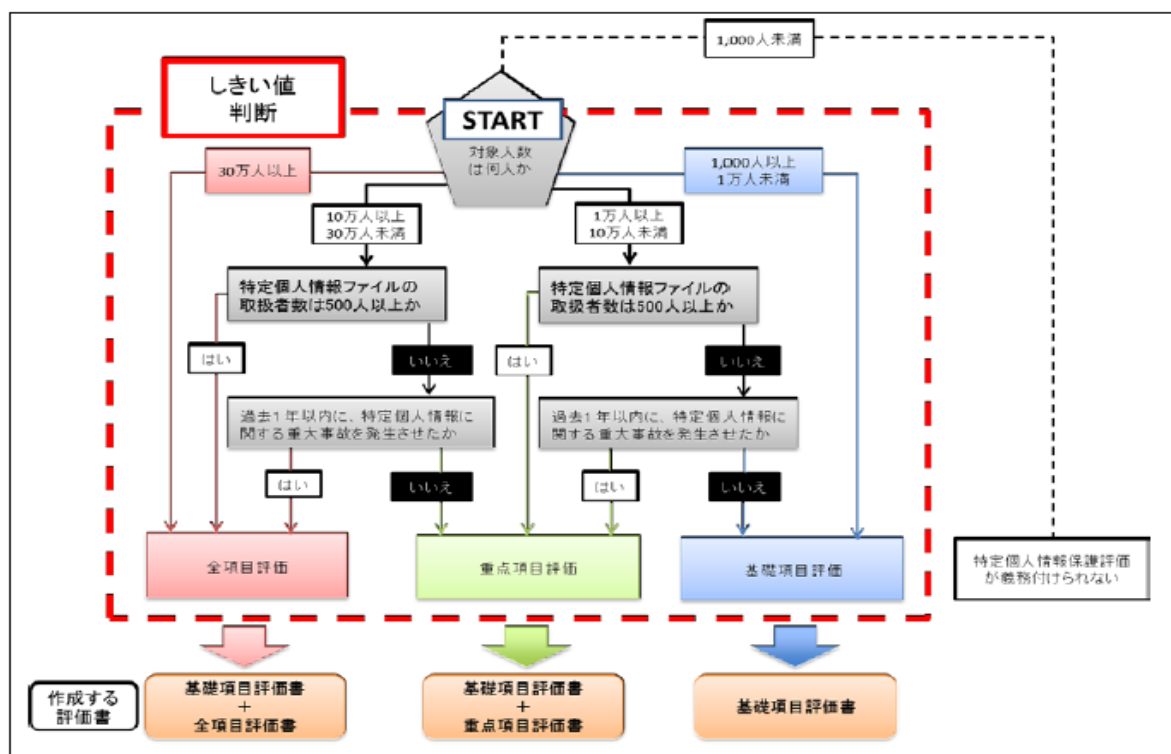 1,000人未満
しきい値
判断
START
対象人数
は何人か
30万人以上
1,000人以上
1万人未満
10万人以上
30万人未満
1万人以上
10万人未満
特定個人情報ファイルの
取扱者数は500人以上か
特定個人情報ファイルの
取扱者数は500人以上か
はい
いいえ
はい
いいえ
過去1年以内に、特定個人情報に
関する重大事故を発生させたか
過去1年以内に、特定個人情報に
関する重大事故を発生させたか
はい
いいえ
はい
いいえ
全項目評価
重点項目評価
基礎項目評価
特定個人情報保護評価
が義務付けられない
作成する
評価書
基礎項目評価書
+
全項目評価書
基礎項目評価書
+
重点項目評価書
基礎項目評価書